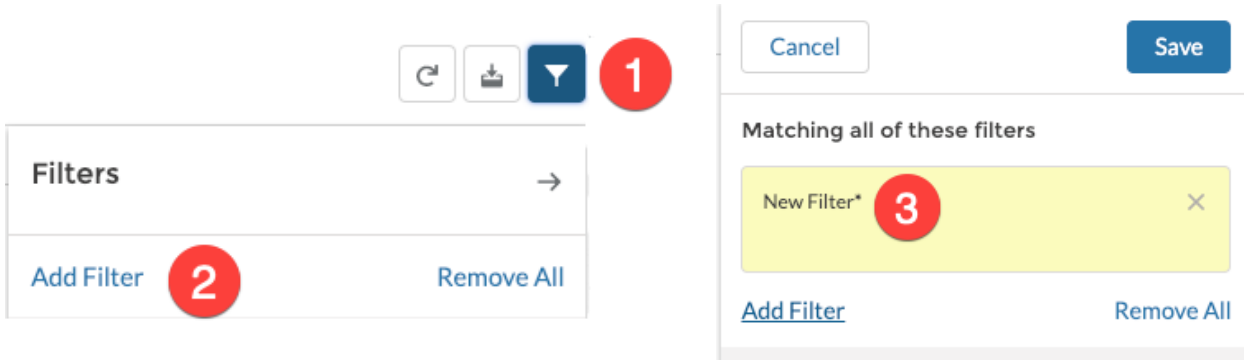 1
Filters
Add Filter 2 Remove All
Cancel Save
Matching all of these filters
New Filter* 3
Add Filter Remove All